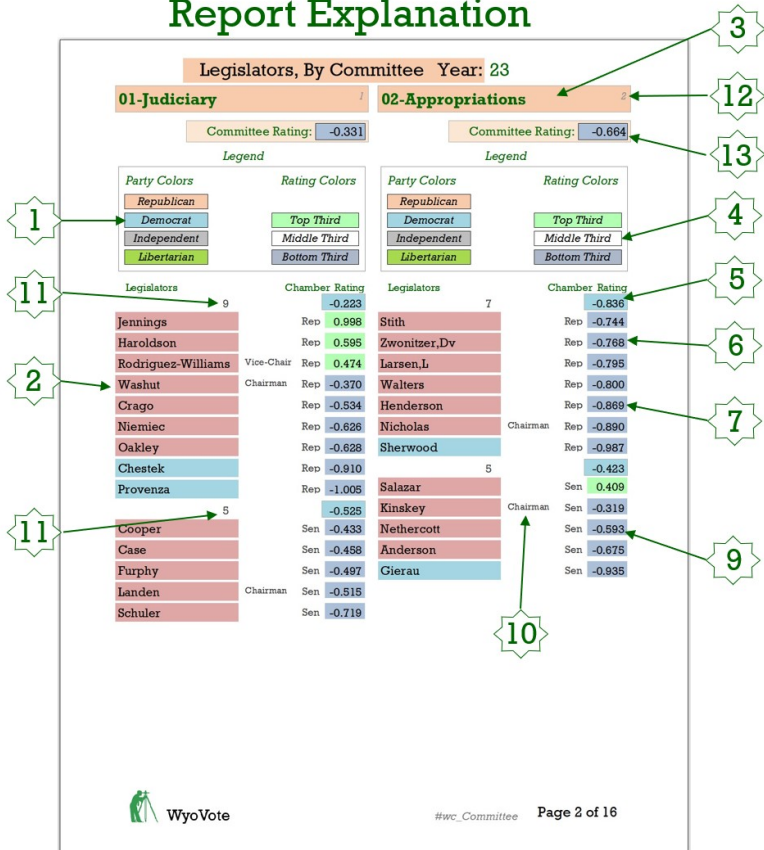 Report Explanation
Legislators, By Committee Year: 23
01-Judiciary 1
Committee Rating: -0.331
Legend
Party Colors Rating Colors
Republican
Democrat Top Third
Independent Middle Third
Libertarian Bottom Third
Legislators Chamber Rating
9 -0.223
Jennings Rep 0.998
Haroldson Rep 0.595
Rodriguez-Williams Vice-Chair Rep 0.474
Washut Chairman Rep -0.370
Crago Rep -0.534
Niemiec Rep -0.626
Oakley Rep -0.628
Chestek Rep -0.910
Provenza Rep -1.005
5 -0.525
Cooper Sen -0.433
Case Sen -0.458
Furphy Sen -0.497
Landen Chairman Sen -0.515
Schuler Sen -0.719
02-Appropriations 2
Committee Rating: -0.664
Legend
Party Colors Rating Colors
Republican
Democrat Top Third
Independent Middle Third
Libertarian Bottom Third
Legislators Chamber Rating
7 -0.836
Stith Rep -0.744
Zwonitzer,Dv Rep -0.768
Larsen,L Rep -0.795
Walters Rep -0.800
Henderson Rep -0.869
Nicholas Chairman Rep -0.890
Sherwood Rep -0.987
5 -0.423
Salazar Sen 0.409
Kinskey Chairman Sen -0.319
Nethercott Sen -0.593
Anderson Sen -0.675
Gierau Sen -0.935
1
11
2
11
3
12
13
4
5
6
7
9
10
WyoVote
#wc_Committee Page 2 of 16